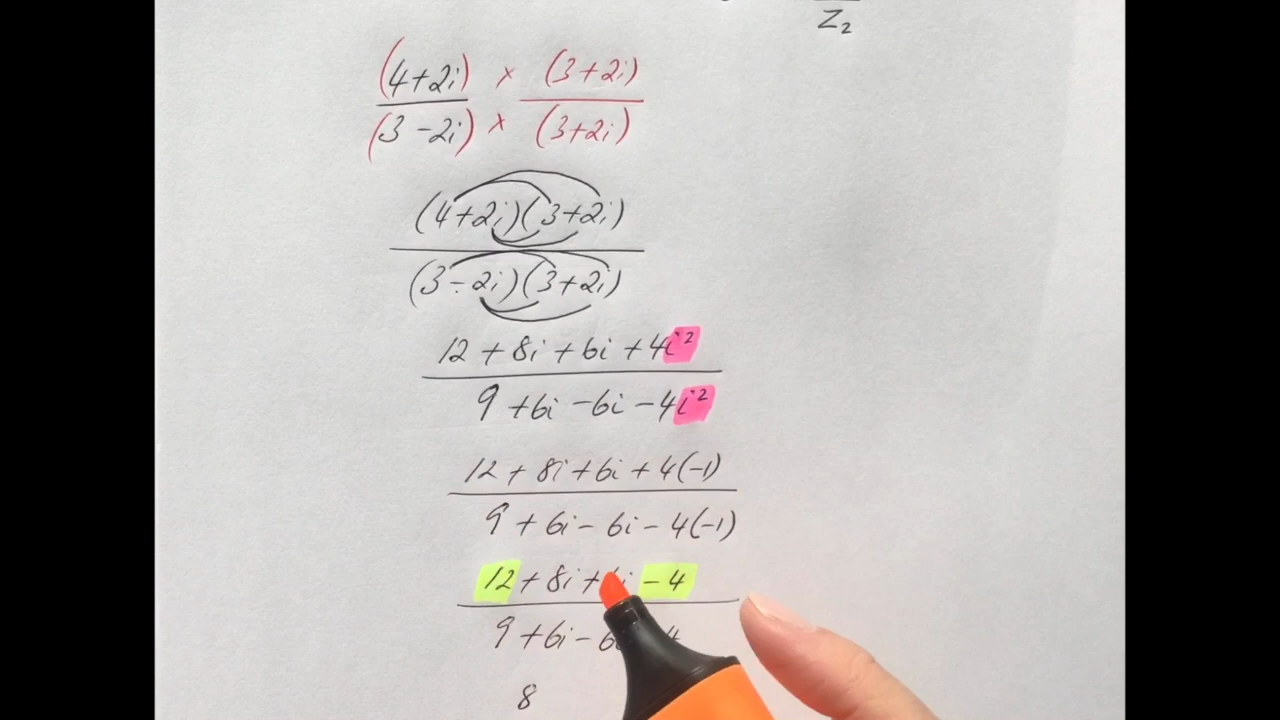 Z₂
(4+2i) × (3+2i)
(3-2i) × (3+2i)
(4+2i)(3+2i)
(3-2i)(3+2i)
12 + 8i + 6i + 4i²
9 + 6i - 6i - 4i²
12 + 8i + 6i + 4(-1)
9 + 6i - 6i - 4(-1)
12 + 8i + i - 4
9 + 6i - 6 4
8